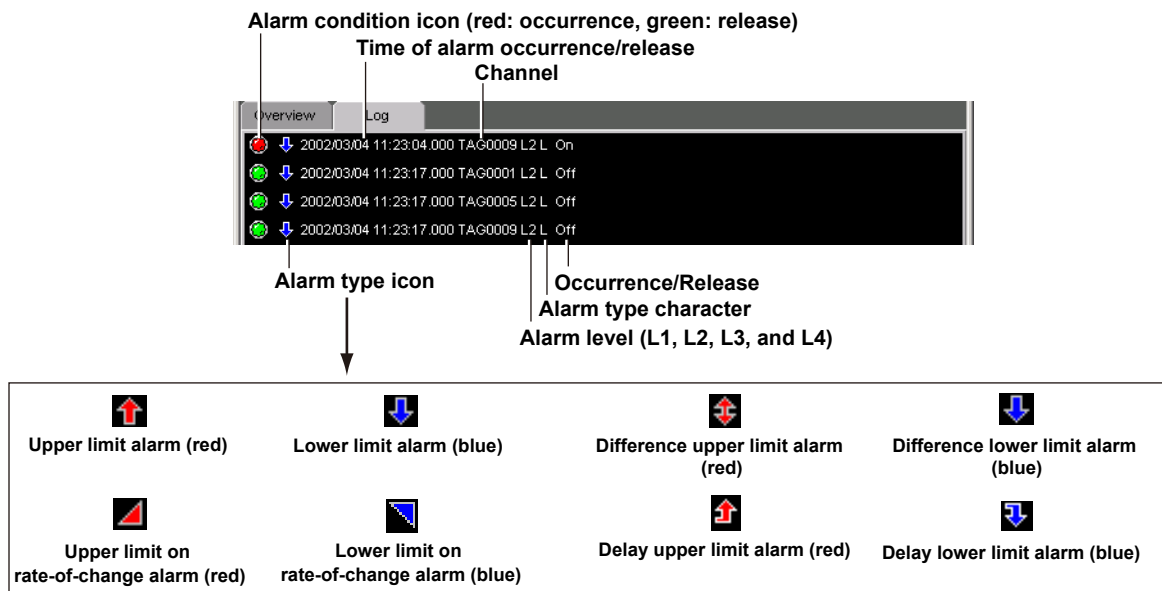 Alarm condition icon (red: occurrence, green: release)
Time of alarm occurrence/release
Channel
Overview Log
2002/03/04 11:23:04.000 TAG0009 L2 L On
2002/03/04 11:23:17.000 TAG0001 L2 L Off
2002/03/04 11:23:17.000 TAG0005 L2 L Off
2002/03/04 11:23:17.000 TAG0009 L2 L Off
Alarm type icon
Occurrence/Release
Alarm type character
Alarm level (L1, L2, L3, and L4)
Upper limit alarm (red)
Lower limit alarm (blue)
Difference upper limit alarm
(red)
Difference lower limit alarm
(blue)
Upper limit on
rate-of-change alarm (red)
Lower limit on
rate-of-change alarm (blue)
Delay upper limit alarm (red)
Delay lower limit alarm (blue)